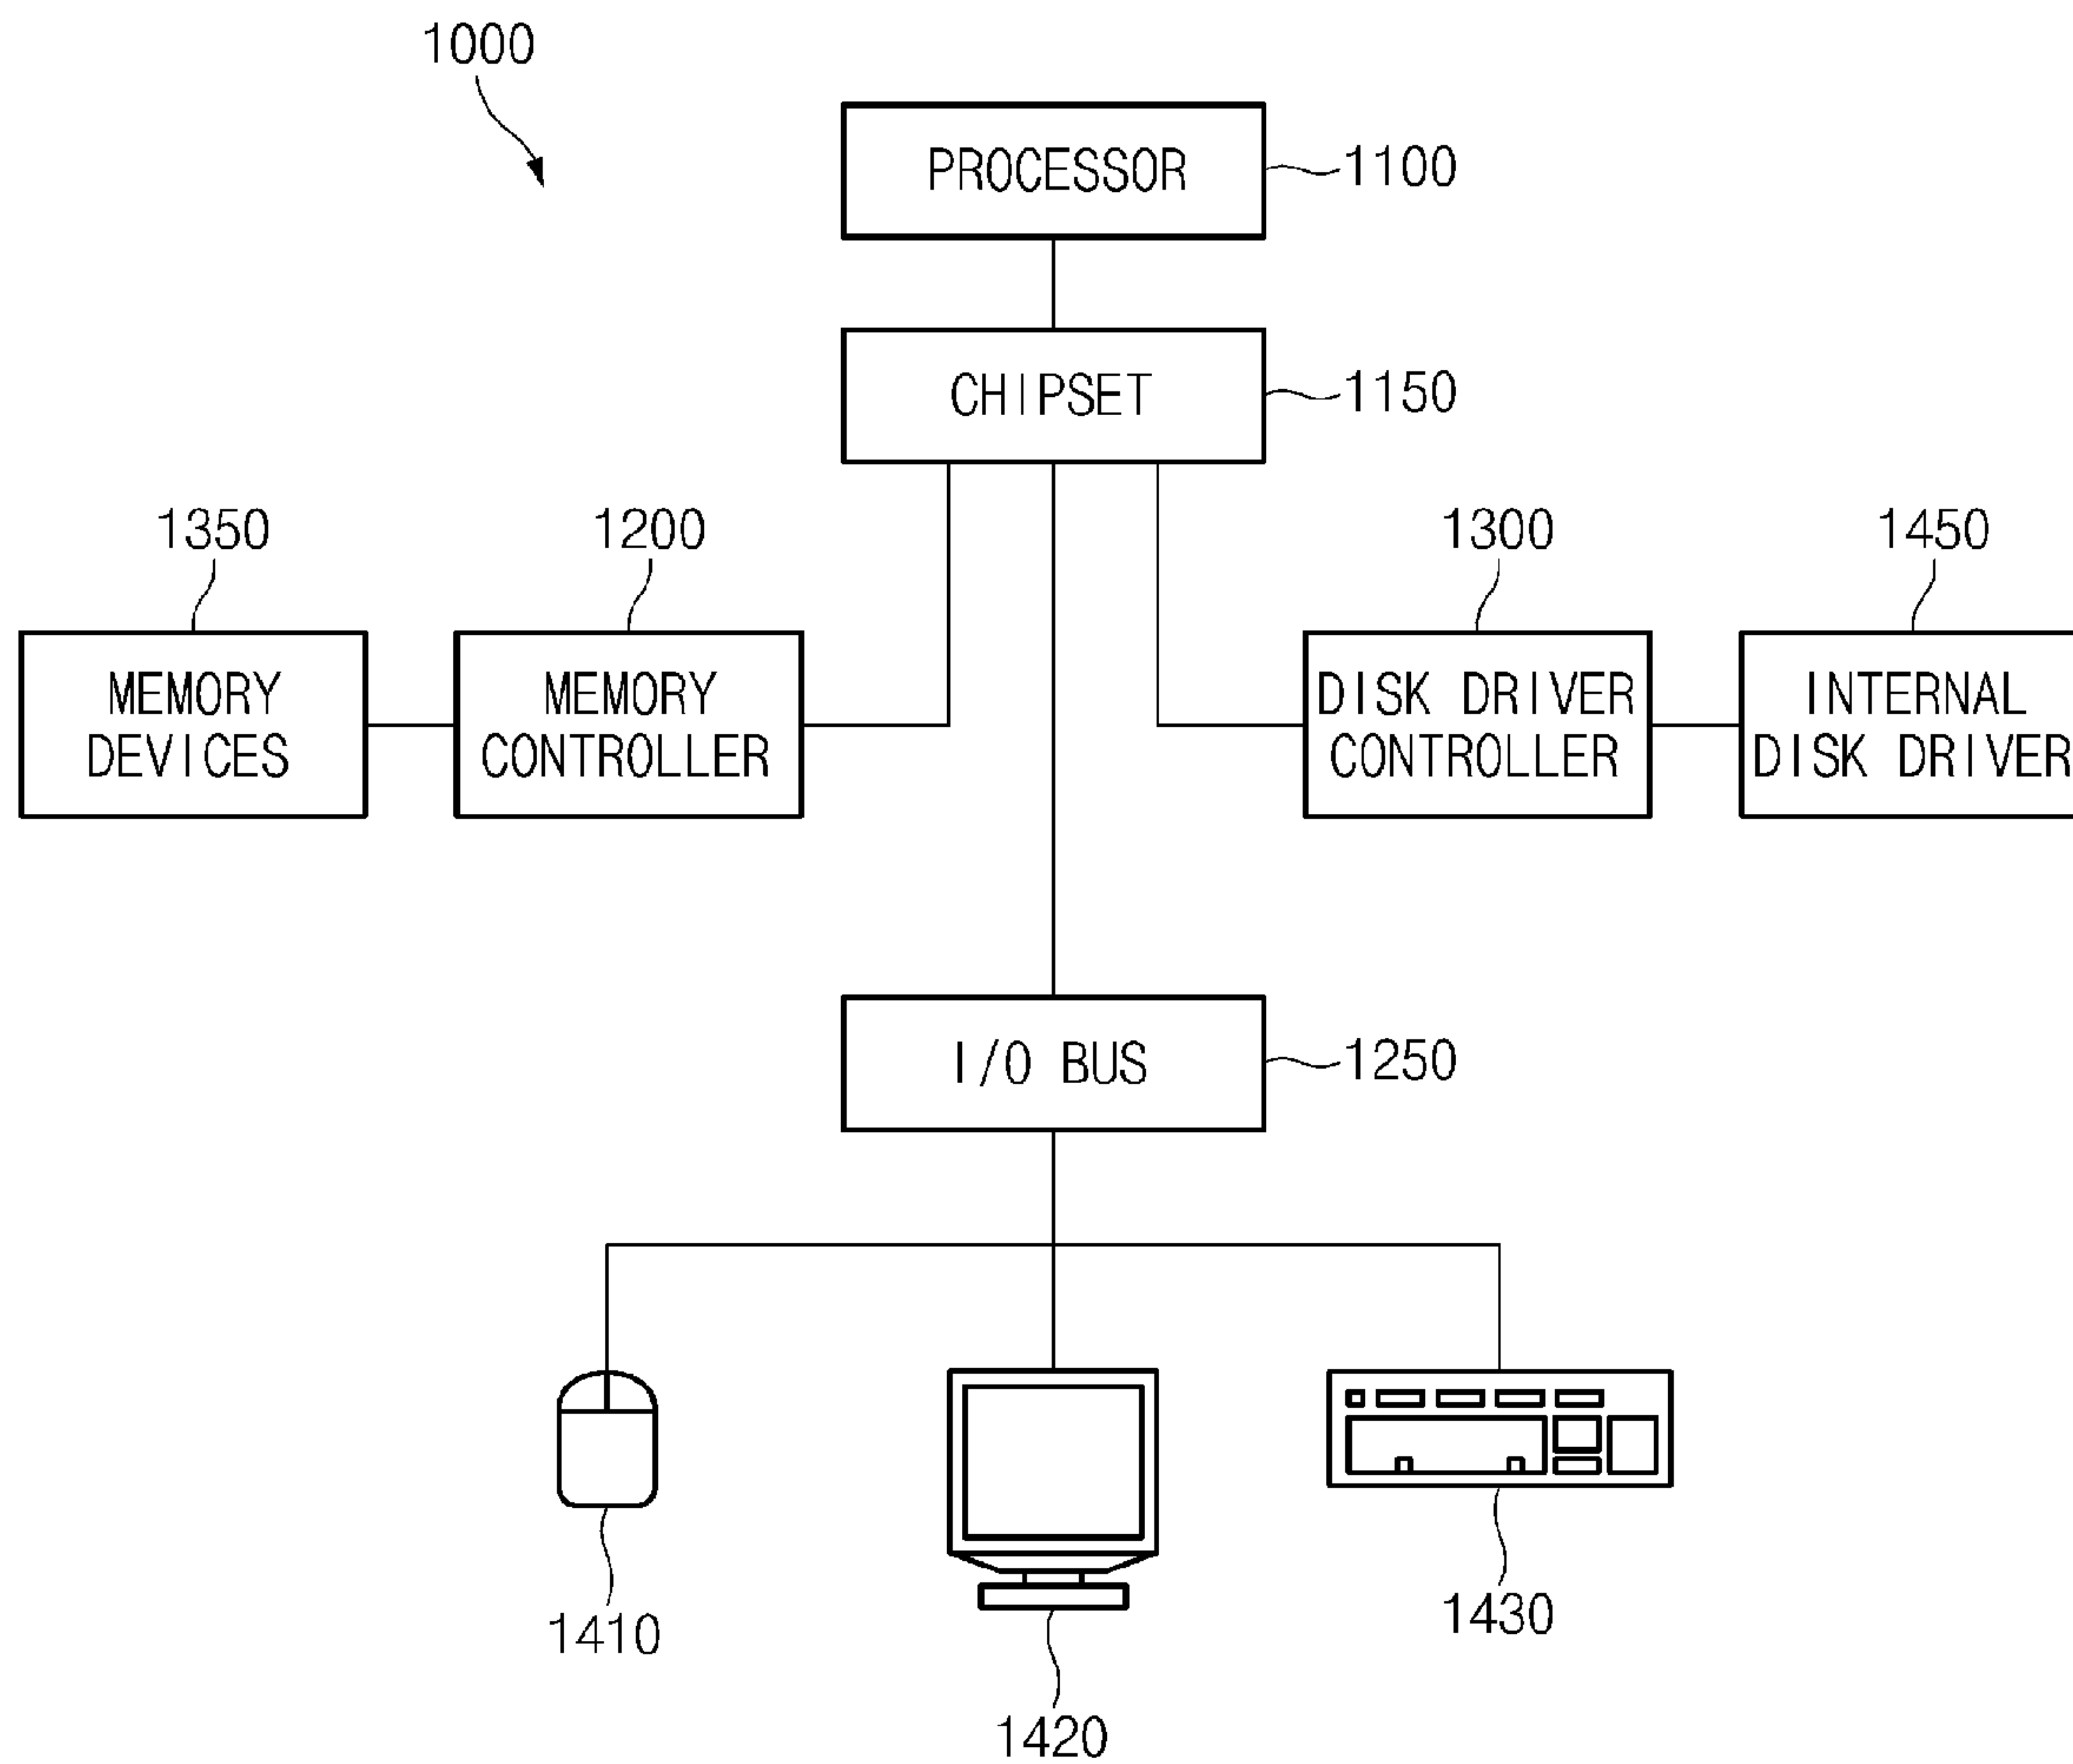 1000
PROCESSOR
1100
CHIPSET
1150
1350
1200
1300
1450
MEMORY
DEVICES
MEMORY
CONTROLLER
DISK DRIVER
CONTROLLER
INTERNAL
DISK DRIVER
I/O BUS
1250
1410
1420
1430